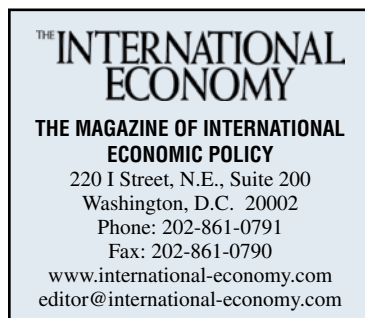 THE INTERNATIONAL
ECONOMY
THE MAGAZINE OF INTERNATIONAL
ECONOMIC POLICY
220 I Street, N.E., Suite 200
Washington, D.C.  20002
Phone: 202-861-0791
Fax: 202-861-0790
www.international-economy.com
editor@international-economy.com